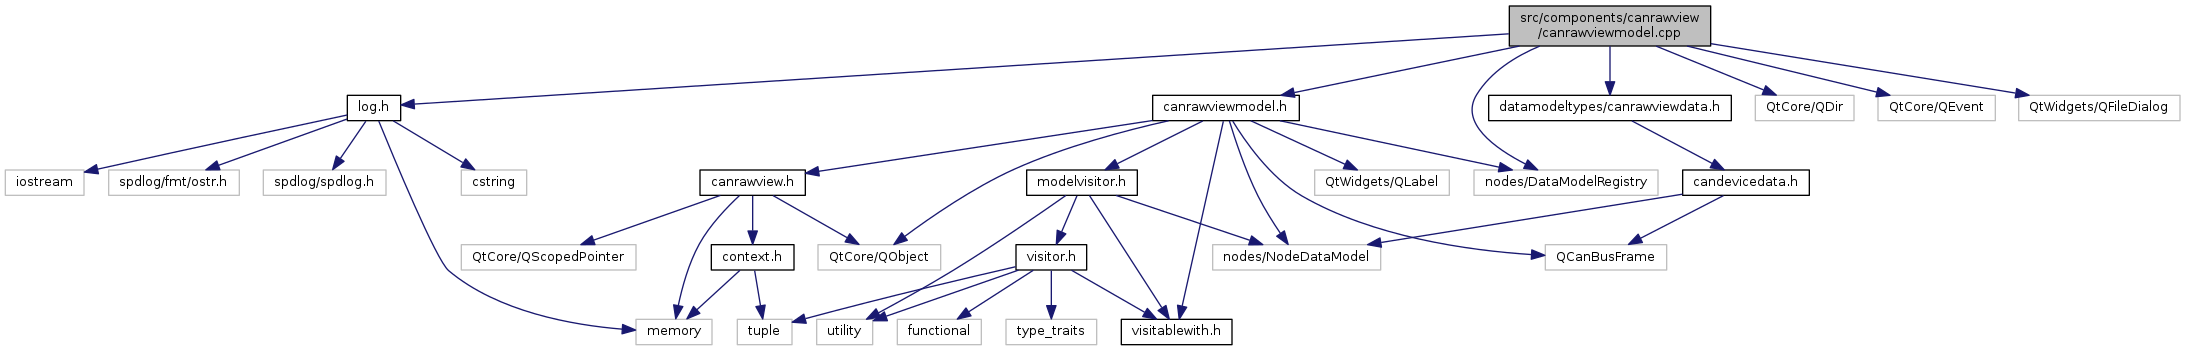 src/components/canrawview
/canrawviewmodel.cpp
log.h
canrawviewmodel.h
datamodeltypes/canrawviewdata.h
QtCore/QDir
QtCore/QEvent
QtWidgets/QFileDialog
iostream
spdlog/fmt/ostr.h
spdlog/spdlog.h
cstring
canrawview.h
modelvisitor.h
QtWidgets/QLabel
nodes/DataModelRegistry
candevicedata.h
QtCore/QScopedPointer
context.h
QtCore/QObject
visitor.h
nodes/NodeDataModel
QCanBusFrame
memory
tuple
utility
functional
type_traits
visitablewith.h